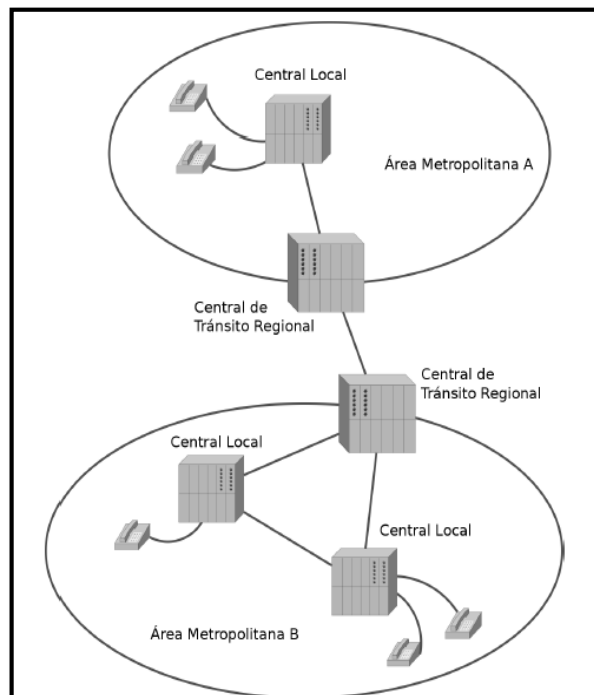 Central Local
Área Metropolitana A
Central de
Tránsito Regional
Central de
Tránsito Regional
Central Local
Central Local
Área Metropolitana B